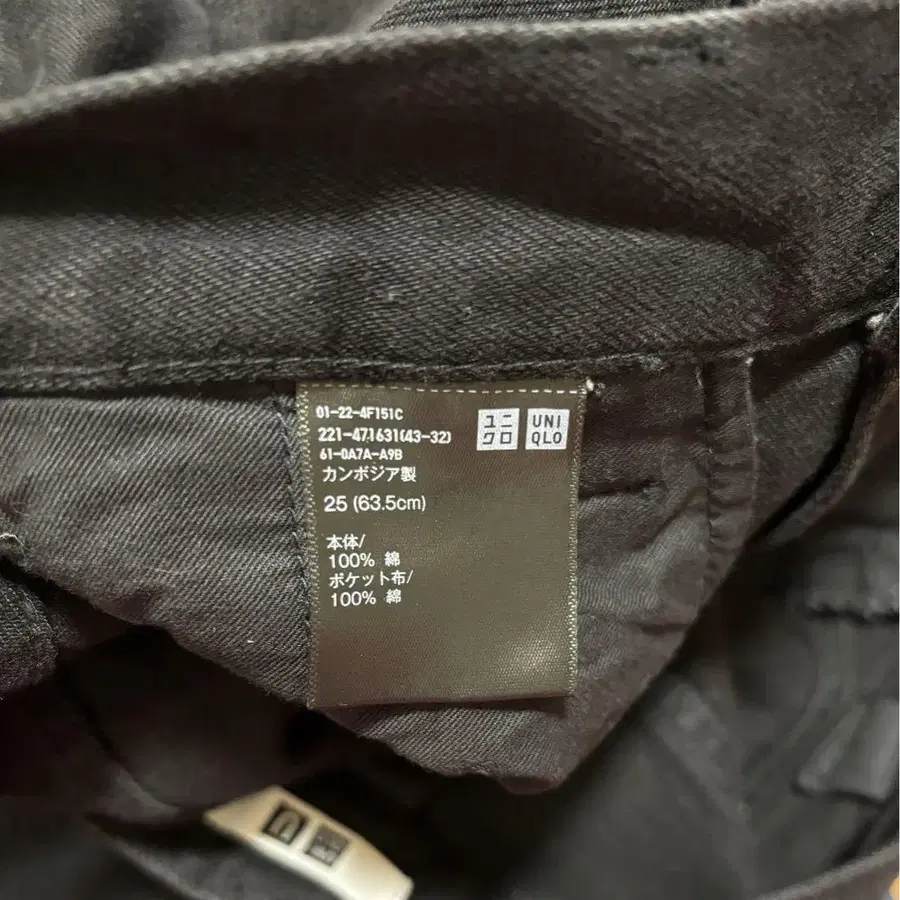 01-22-4F151C
221-471631(43-32)
61-0A7A-A9B
カンボジア製
25 (63.5cm)
本体/
100% 綿
ポケット布/
100% 綿
ユニ
クロ
UNI
QLO